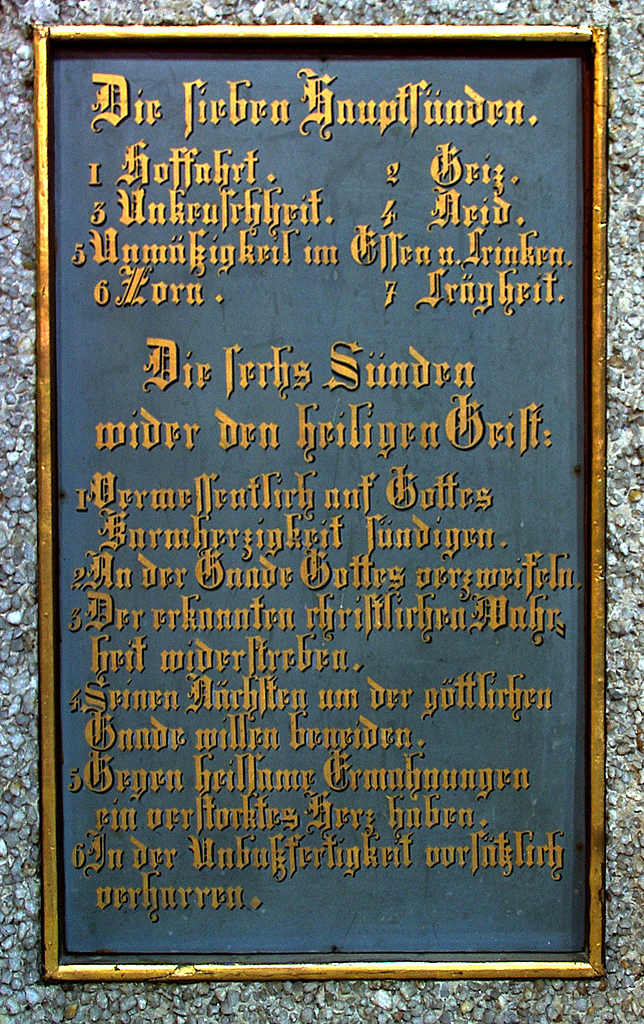 Die sieben Hauptsünden.
1 Hoffahrt. 2 Geiz.
3 Unkeuschheit. 4 Neid.
5 Unmäßigkeit im Essen u. Trinken.
6 Zorn. 7 Trägheit.
Die sechs Sünden
wider den heiligen Geist:
1 Vermessentlich auf Gottes
Barmherzigkeit sündigen.
2 An der Gnade Gottes verzweifeln.
3 Der erkannten christlichen Wahr-
heit widerstreben.
4 Seinen Nächsten um der göttlichen
Gnade willen beneiden.
5 Gegen heilsame Ermahnungen
ein verstocktes Herz haben.
6 In der Unbußfertigkeit vorsätzlich
verharren.